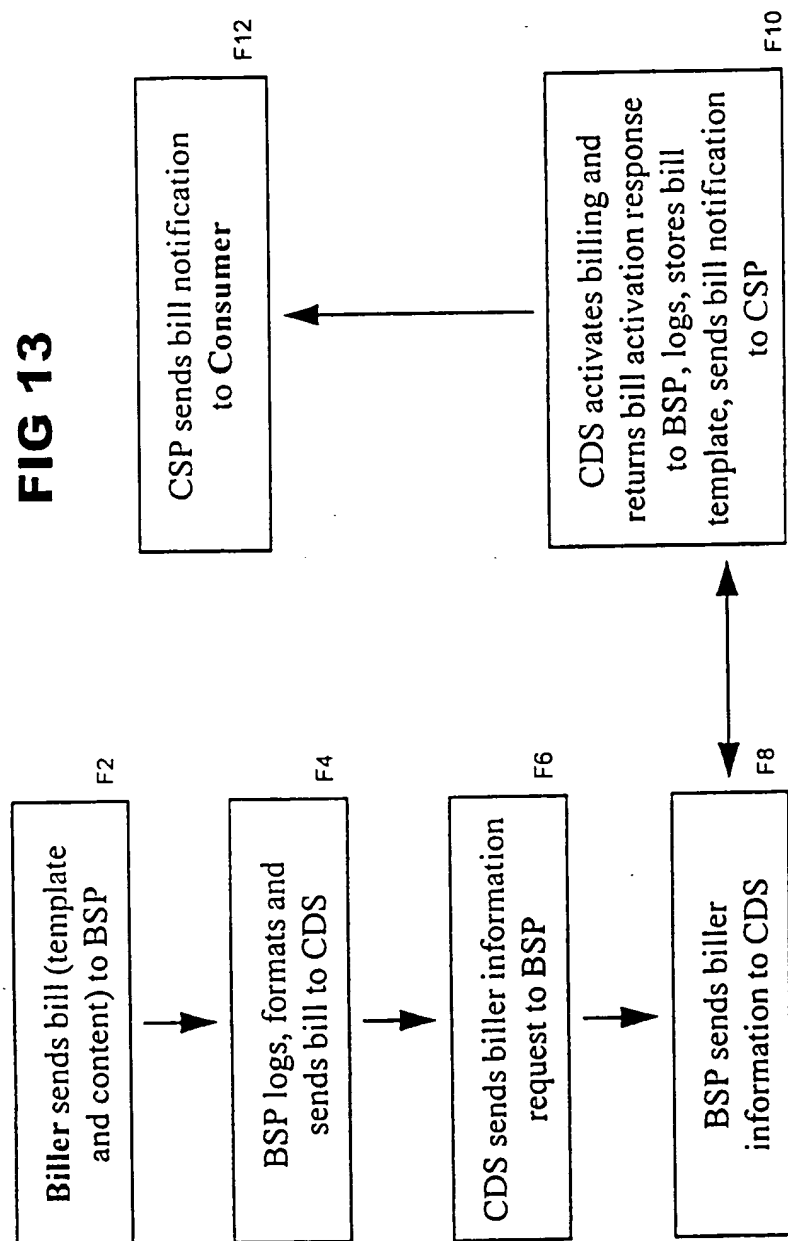 FIG 13
Biller sends bill (template
and content) to BSP
F2
BSP logs, formats and
sends bill to CDS
F4
CDS sends biller information
request to BSP
F6
BSP sends biller
information to CDS
F8
CSP sends bill notification
to Consumer
F12
CDS activates billing and
returns bill activation response
to BSP, logs, stores bill
template, sends bill notification
to CSP
F10